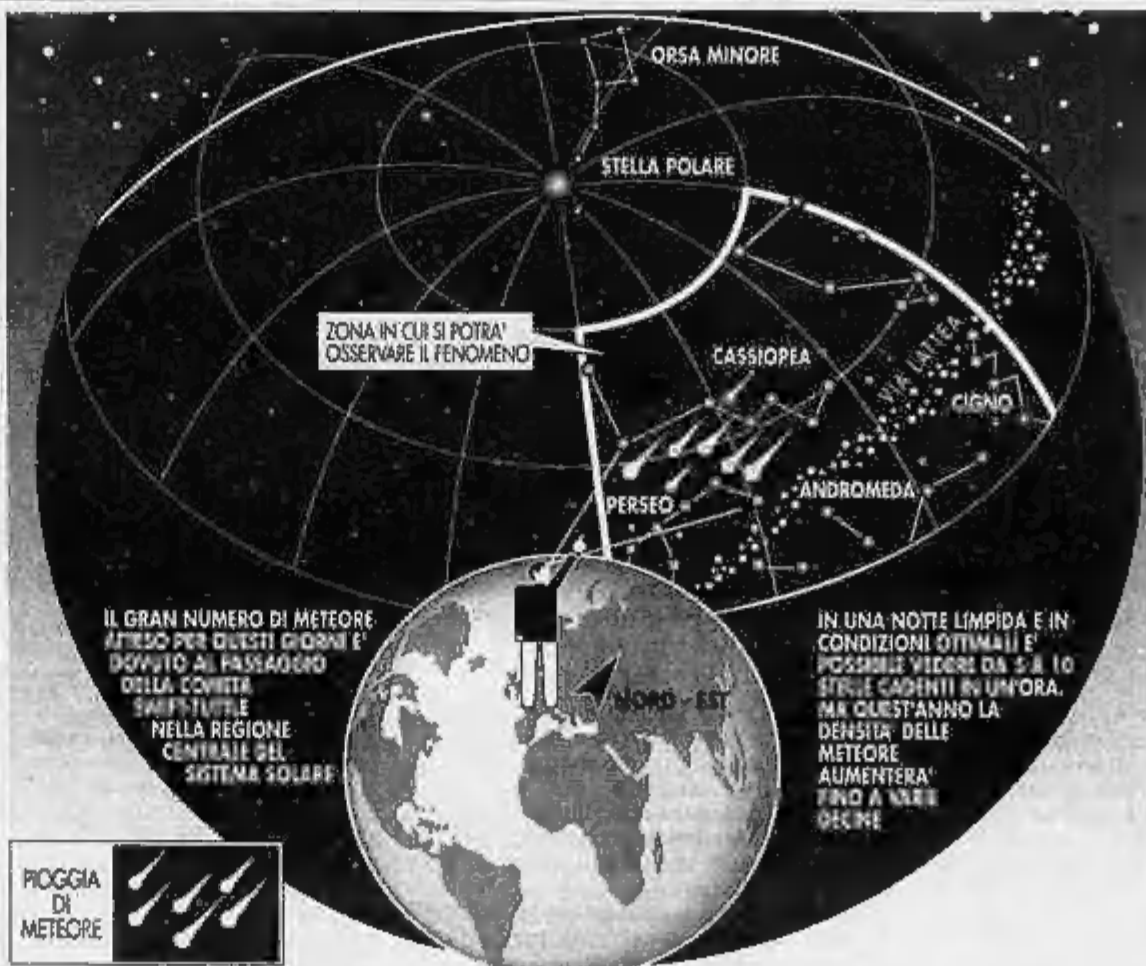 ORSA MINORE
STELLA POLARE
ZONA IN CUI SI POTRA'
OSSERVARE IL FENOMENO
CASSIOPEA
VIA LATTEA
CIGNO
PERSEO
ANDROMEDA
IL GRAN NUMERO DI METEORE
ATTESO PER QUESTI GIORNI E'
DOVUTO AL PASSAGGIO
DELLA COMETA
SWIFT-TUTTLE
NELLA REGIONE
CENTRALE DEL
SISTEMA SOLARE
NORD - EST
IN UNA NOTTE LIMPIDA E IN
CONDIZIONI OTTIMALI E'
POSSIBILE VEDERE DA 5 A 10
STELLE CADENTI IN UN'ORA.
MA QUEST'ANNO LA
DENSITA' DELLE
METEORE
AUMENTERA'
FINO A VARIE
DECINE
PIOGGIA
DI
METEORE